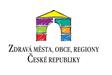 ZDRAVÁ MĚSTA, OBCE, REGIONY
ČESKÉ REPUBLIKY